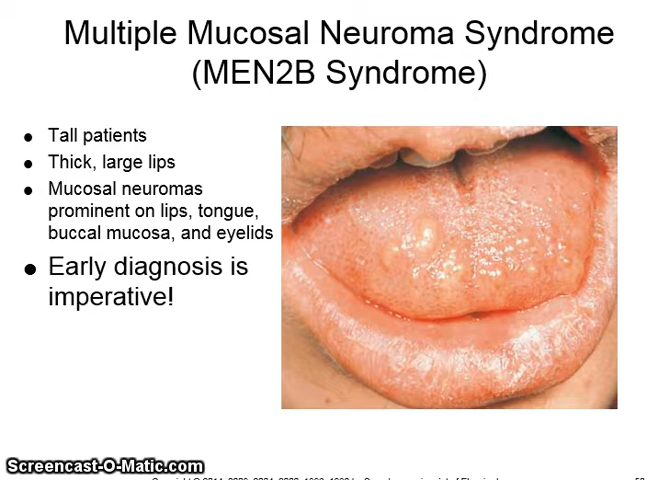 Multiple Mucosal Neuroma Syndrome
(MEN2B Syndrome)
• Tall patients
• Thick, large lips
• Mucosal neuromas
prominent on lips, tongue,
buccal mucosa, and eyelids
• Early diagnosis is
imperative!
Screencast-O-Matic.com